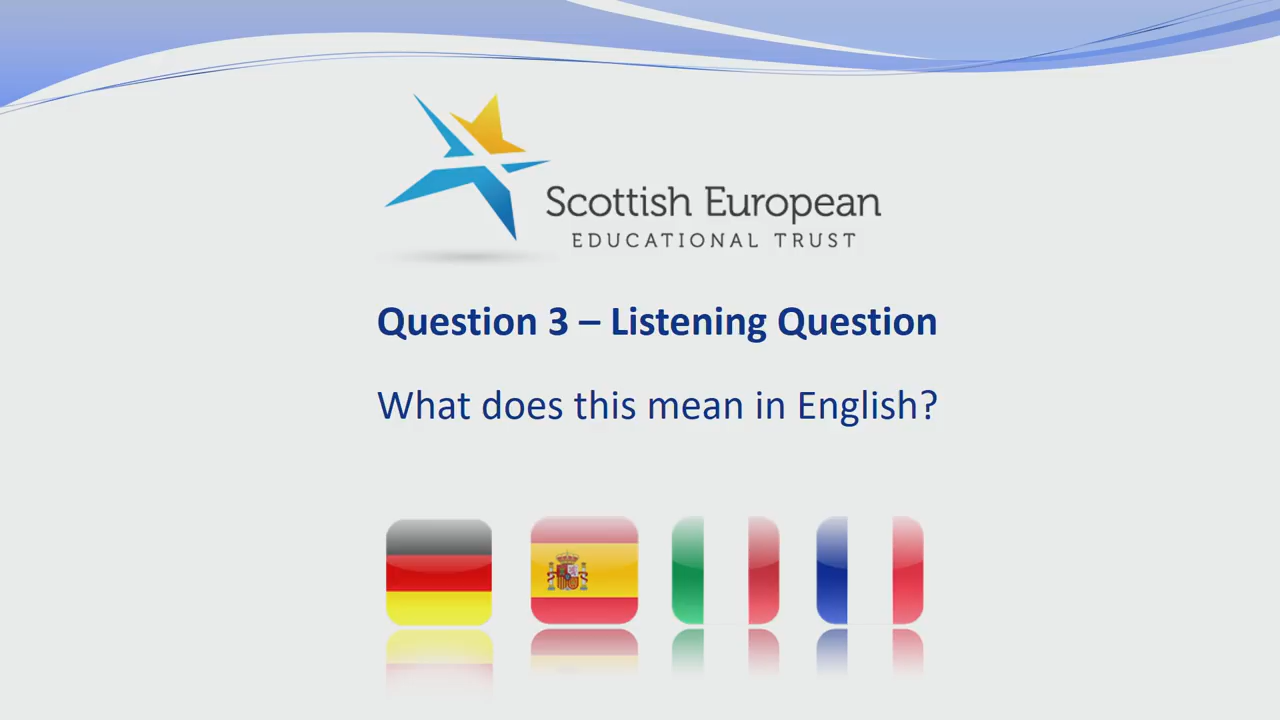 Scottish European
EDUCATIONAL TRUST
Question 3 – Listening Question
What does this mean in English?